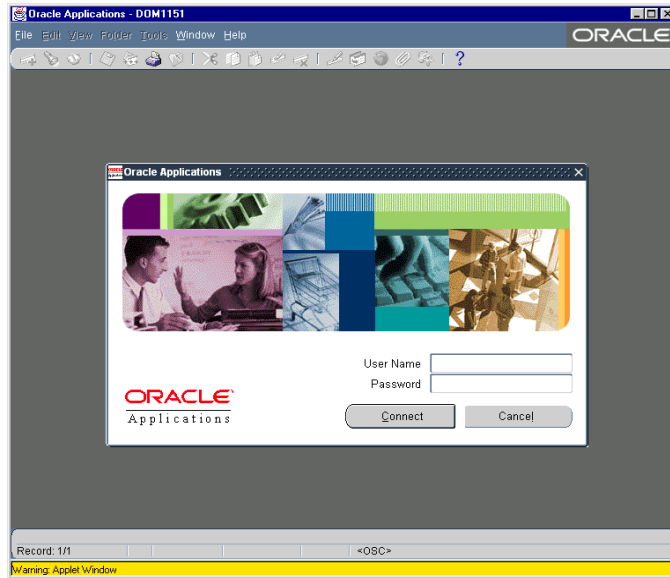 Oracle Applications - DOM1151
File Edit View Folder Tools Window Help
ORACLE
Oracle Applications
User Name
Password
ORACLE
Applications
Connect Cancel
Record: 1/1 <OSC>
Warning: Applet Window